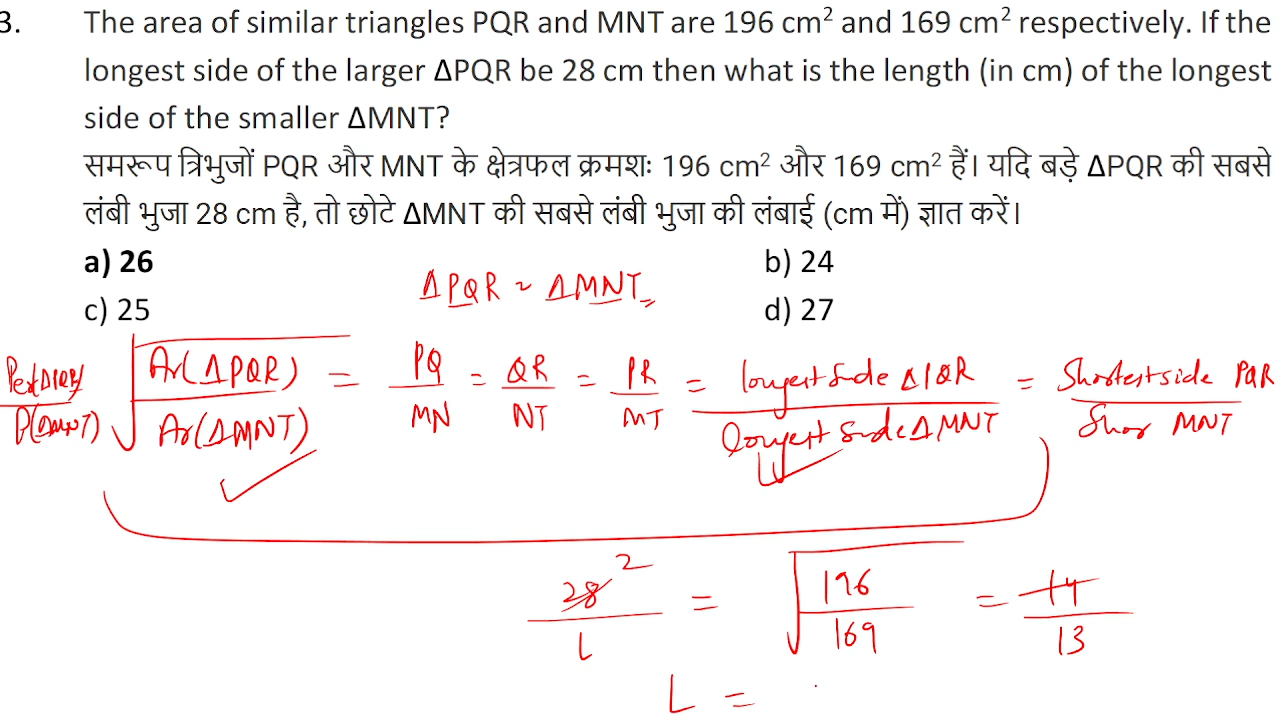 3. The area of similar triangles PQR and MNT are 196 cm² and 169 cm² respectively. If the
longest side of the larger ΔPQR be 28 cm then what is the length (in cm) of the longest
side of the smaller ΔMNT?
समरूप त्रिभुजों PQR और MNT के क्षेत्रफल क्रमशः 196 cm² और 169 cm² हैं। यदि बड़े ΔPQR की सबसे
लंबी भुजा 28 cm है, तो छोटे ΔMNT की सबसे लंबी भुजा की लंबाई (cm में) ज्ञात करें।
a) 26 b) 24
ΔPQR ~ ΔMNT
c) 25 d) 27
√ Ar(ΔPQR) = PQ = QR = PR = longest side ΔPQR = Shortest side PQR
P(ΔMNT) Ar(ΔMNT) MN NT MT longest side ΔMNT Shor MNT
28 2 = √ 196 = 14
L 169 13
L =